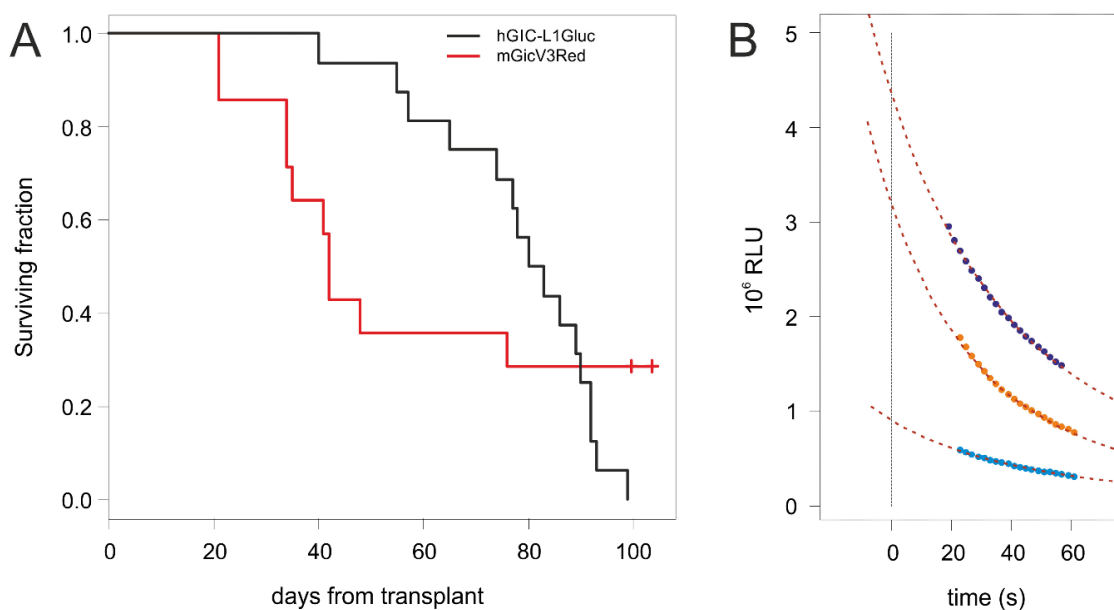 A
hGIC-L1Gluc
mGicV3Red
1.0
0.8
0.6
0.4
0.2
0.0
Surviving fraction
0 20 40 60 80 100
days from transplant
B
5
4
3
2
1
0
10⁶ RLU
0 20 40 60
time (s)